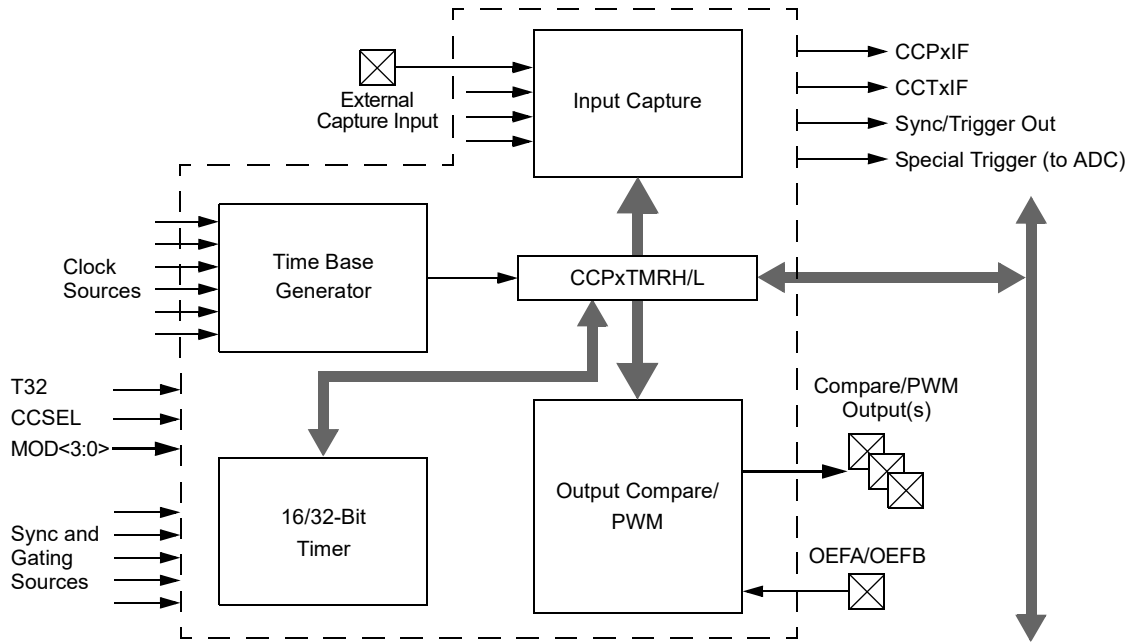 CCPxIF
CCTxIF
Sync/Trigger Out
Special Trigger (to ADC)
External
Capture Input
Input Capture
Clock
Sources
Time Base
Generator
CCPxTMRH/L
T32
CCSEL
MOD<3:0>
Sync and
Gating
Sources
16/32-Bit
Timer
Output Compare/
PWM
Compare/PWM
Output(s)
OEFA/OEFB